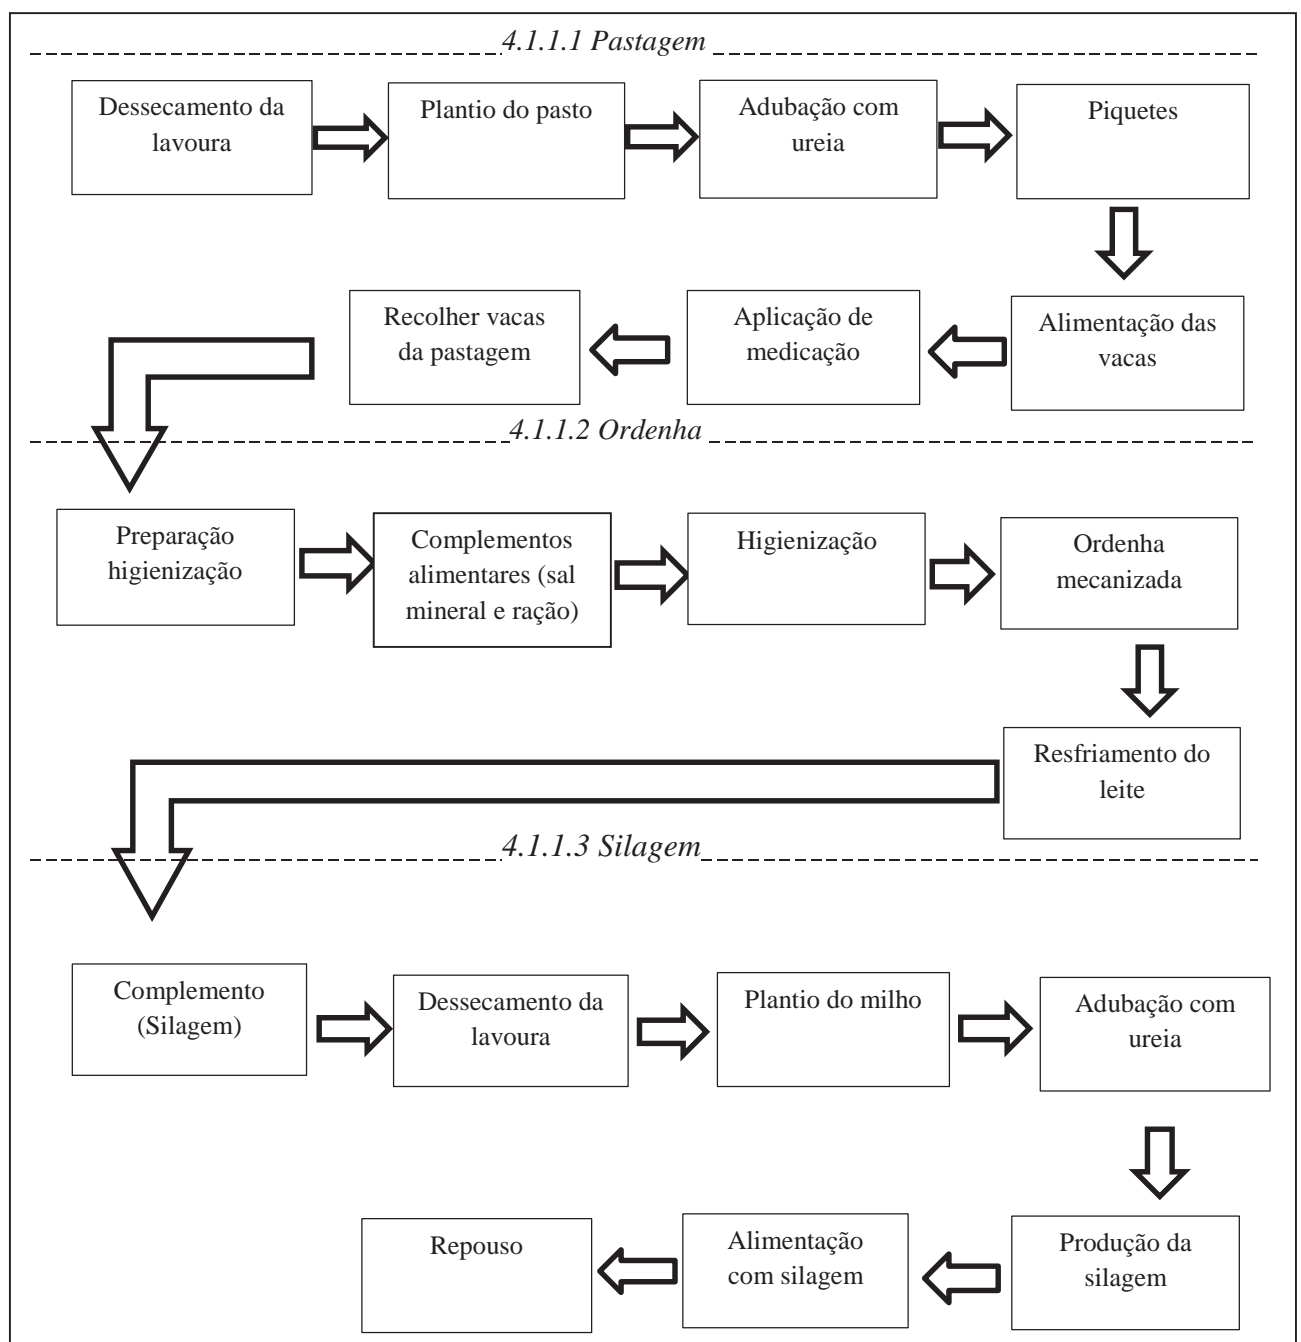 4.1.1.1 Pastagem
Dessecamento da
lavoura
Plantio do pasto
Adubação com
ureia
Piquetes
Alimentação das
vacas
Aplicação de
medicação
Recolher vacas
da pastagem
4.1.1.2 Ordenha
Preparação
higienização
Complementos
alimentares (sal
mineral e ração)
Higienização
Ordenha
mecanizada
Resfriamento do
leite
4.1.1.3 Silagem
Complemento
(Silagem)
Dessecamento da
lavoura
Plantio do milho
Adubação com
ureia
Produção da
silagem
Alimentação
com silagem
Repouso